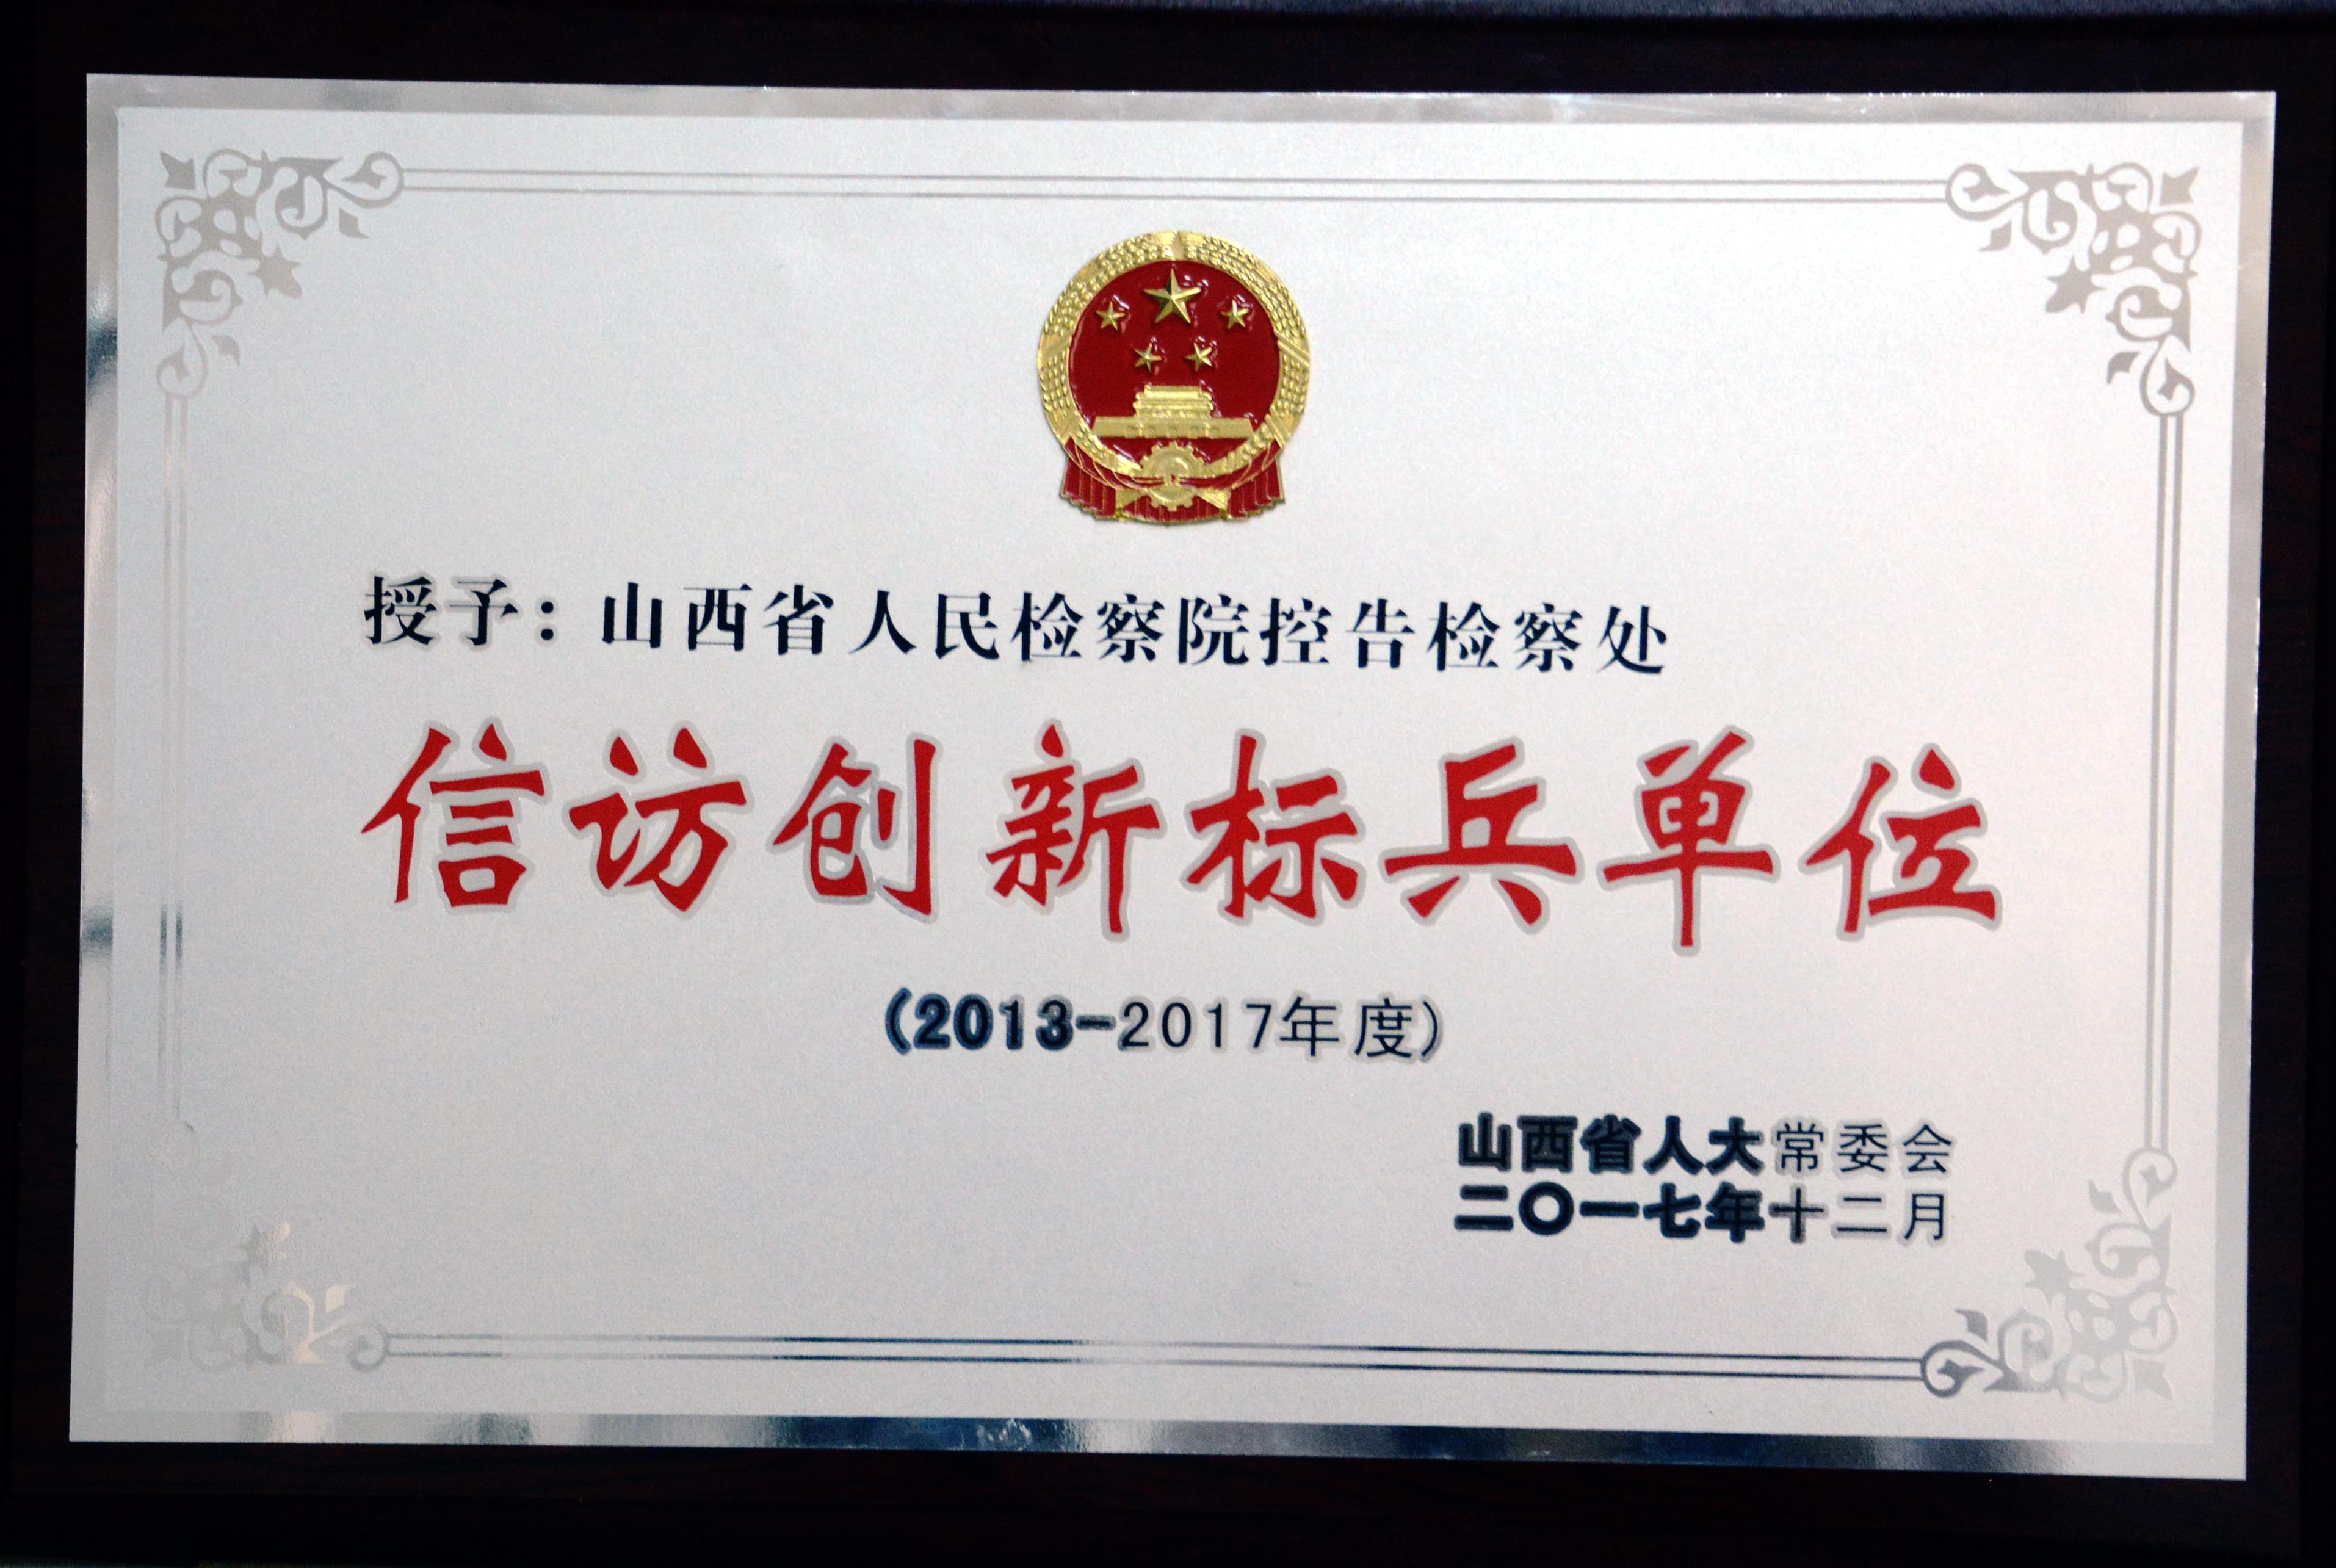 授予：山西省人民检察院控告检察处
信访创新标兵单位
（2013-2017年度）
山西省人大常委会
二〇一七年十二月